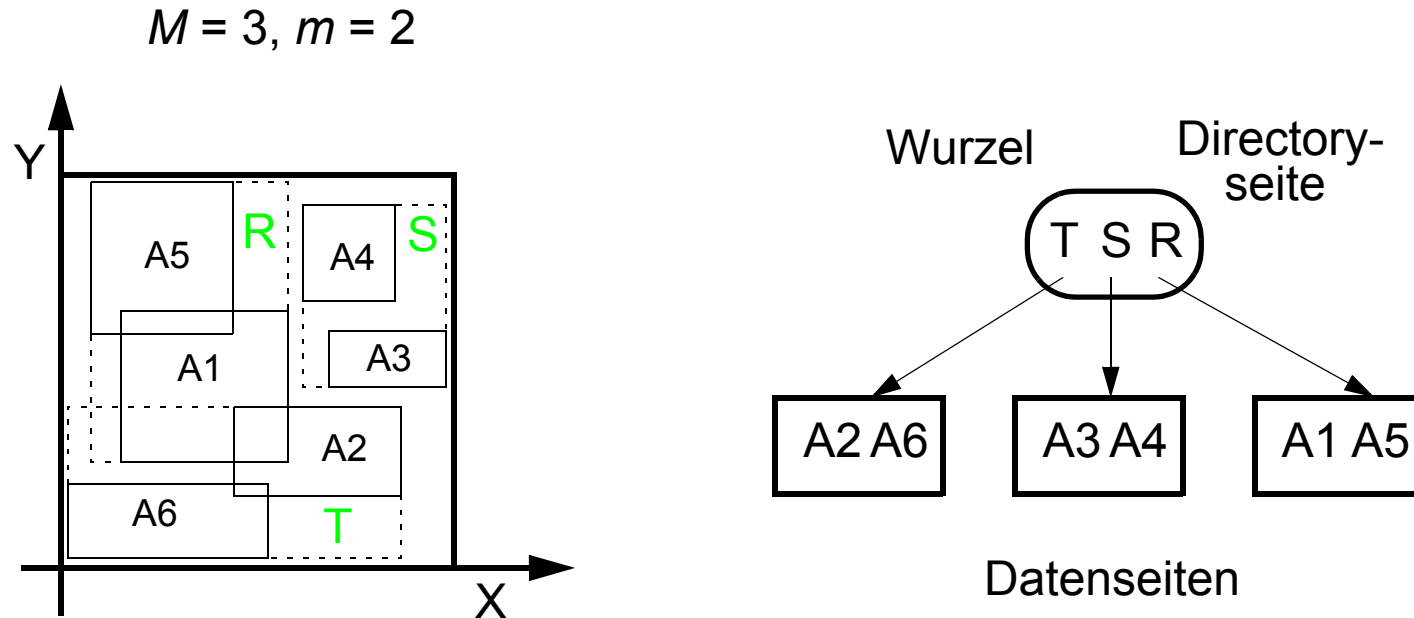 M = 3, m = 2
Y
R
S
A5
A4
A1
A3
A2
A6
T
X
Wurzel
Directory-
seite
T S R
A2 A6
A3 A4
A1 A5
Datenseiten